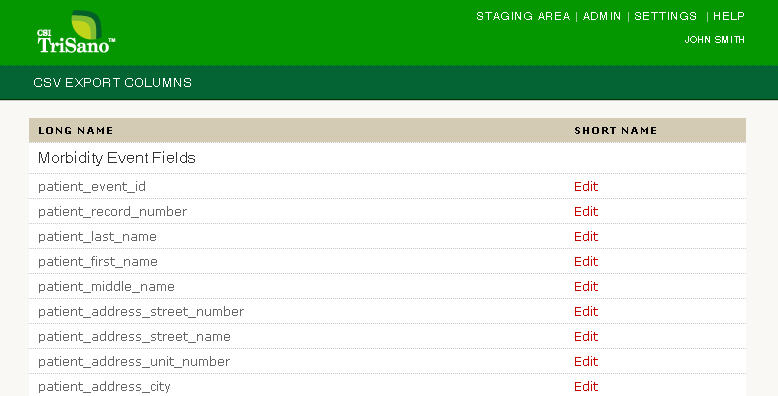 CSI
TriSano™
STAGING AREA | ADMIN | SETTINGS | HELP
JOHN SMITH
CSV EXPORT COLUMNS
LONG NAME SHORT NAME
Morbidity Event Fields
patient_event_id Edit
patient_record_number Edit
patient_last_name Edit
patient_first_name Edit
patient_middle_name Edit
patient_address_street_number Edit
patient_address_street_name Edit
patient_address_unit_number Edit
patient_address_city Edit